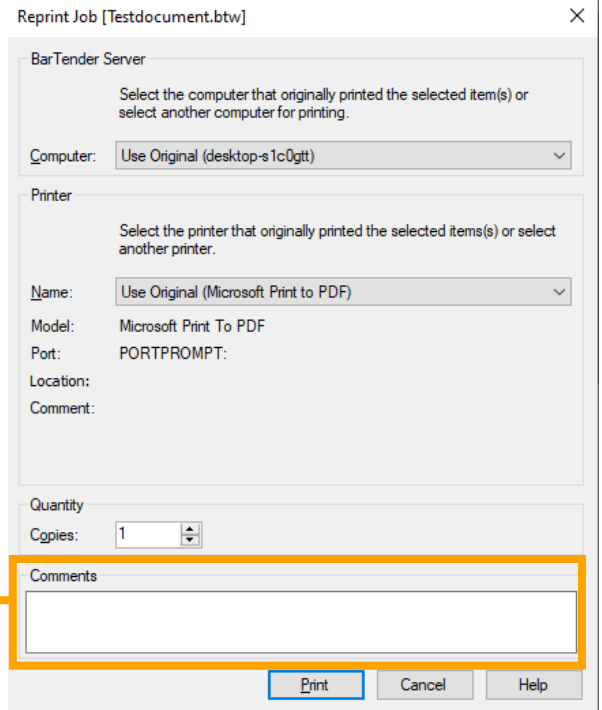 Reprint Job [Testdocument.btw]
BarTender Server
Select the computer that originally printed the selected item(s) or
select another computer for printing.
Computer: Use Original (desktop-s1c0gtt)
Printer
Select the printer that originally printed the selected items(s) or select
another printer.
Name: Use Original (Microsoft Print to PDF)
Model: Microsoft Print To PDF
Port: PORTPROMPT:
Location:
Comment:
Quantity
Copies: 1
Comments
Print Cancel Help